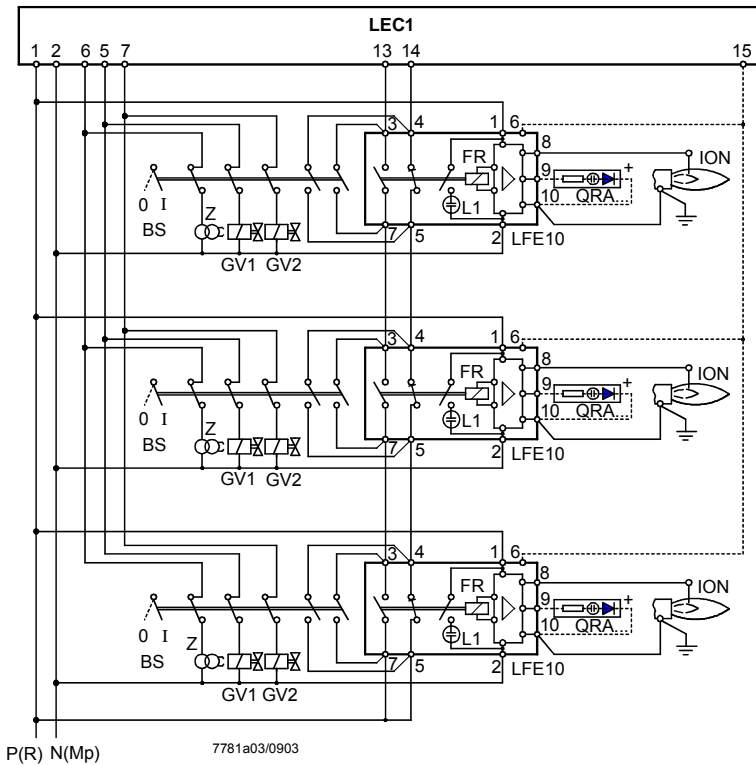 LEC1
1 2 6 5 7 13 14 15
3 4 1 6
8
FR ION
9 +
0 I Z L1 10 QRA...
BS 7 5 2 LFE10
GV1 GV2
3 4 1 6
8
FR ION
9 +
0 I Z L1 10 QRA...
BS 7 5 2 LFE10
GV1 GV2
3 4 1 6
8
FR ION
9 +
0 I Z L1 10 QRA...
BS 7 5 2 LFE10
GV1 GV2
P(R) N(Mp) 7781a03/0903